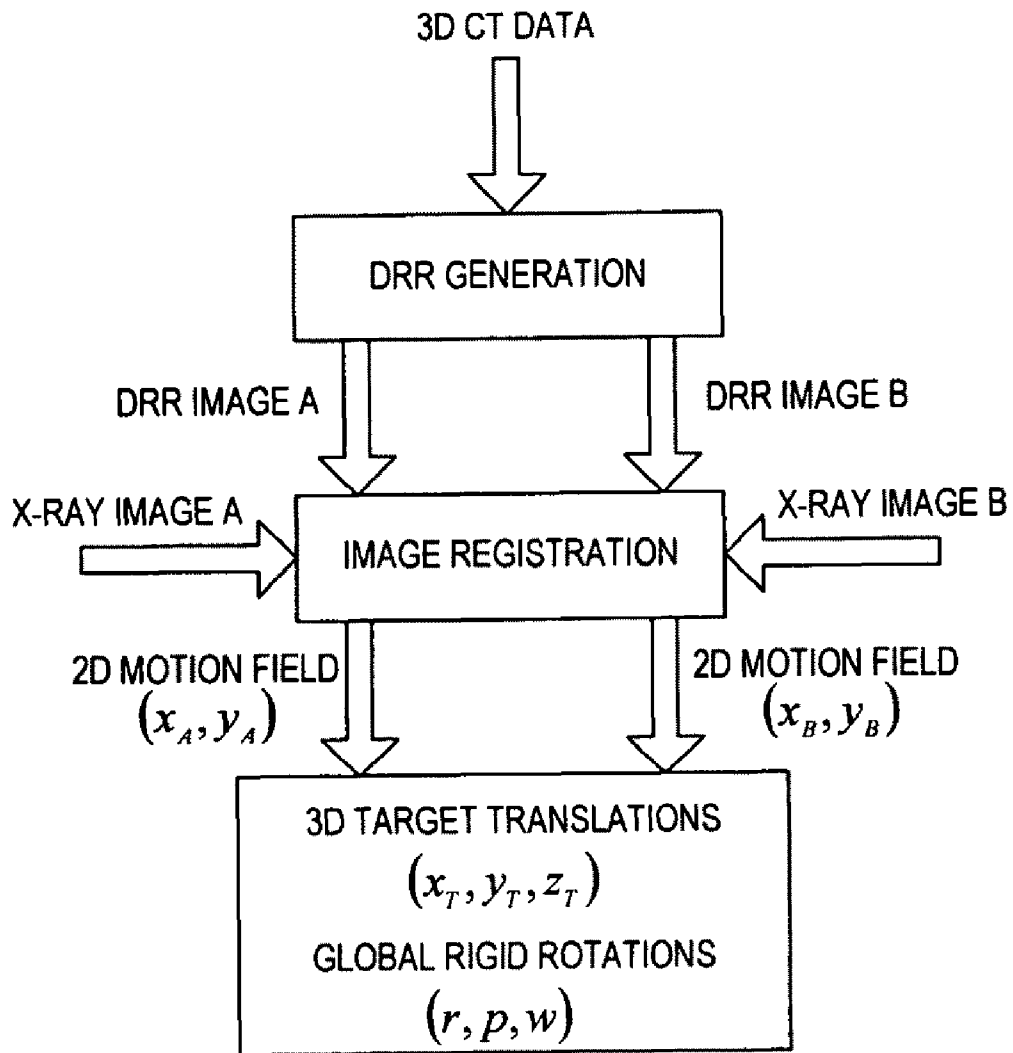 3D CT DATA
DRR GENERATION
DRR IMAGE A
DRR IMAGE B
X-RAY IMAGE A
X-RAY IMAGE B
IMAGE REGISTRATION
2D MOTION FIELD
(x_A, y_A)
2D MOTION FIELD
(x_B, y_B)
3D TARGET TRANSLATIONS
(x_T, y_T, z_T)
GLOBAL RIGID ROTATIONS
(r, p, w)